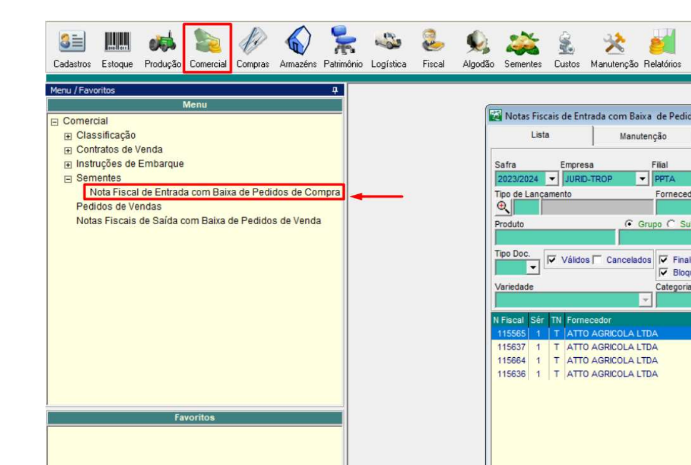 Cadastros Estoque Produção Comercial Compras Armazéns Patrimônio Logística Fiscal Algodão Sementes Custos Manutenção Relatórios
Menu / Favoritos
Menu
Comercial
Classificação
Contratos de Venda
Instruções de Embarque
Sementes
Nota Fiscal de Entrada com Baixa de Pedidos de Compra
Pedidos de Vendas
Notas Fiscais de Saída com Baixa de Pedidos de Venda
Favoritos
Notas Fiscais de Entrada com Baixa de Pedid
Lista Manutenção
Safra Empresa Filial
2023/2024 JURID-TROP PPTA
Tipo de Lançamento Forneced
Produto Grupo Su
Tipo Doc. Válidos Cancelados Final
Bloqu
Variedade Categoria
N Fiscal Sér TN Fornecedor
115565 1 T ATTO AGRICOLA LTDA
115637 1 T ATTO AGRICOLA LTDA
115664 1 T ATTO AGRICOLA LTDA
115636 1 T ATTO AGRICOLA LTDA